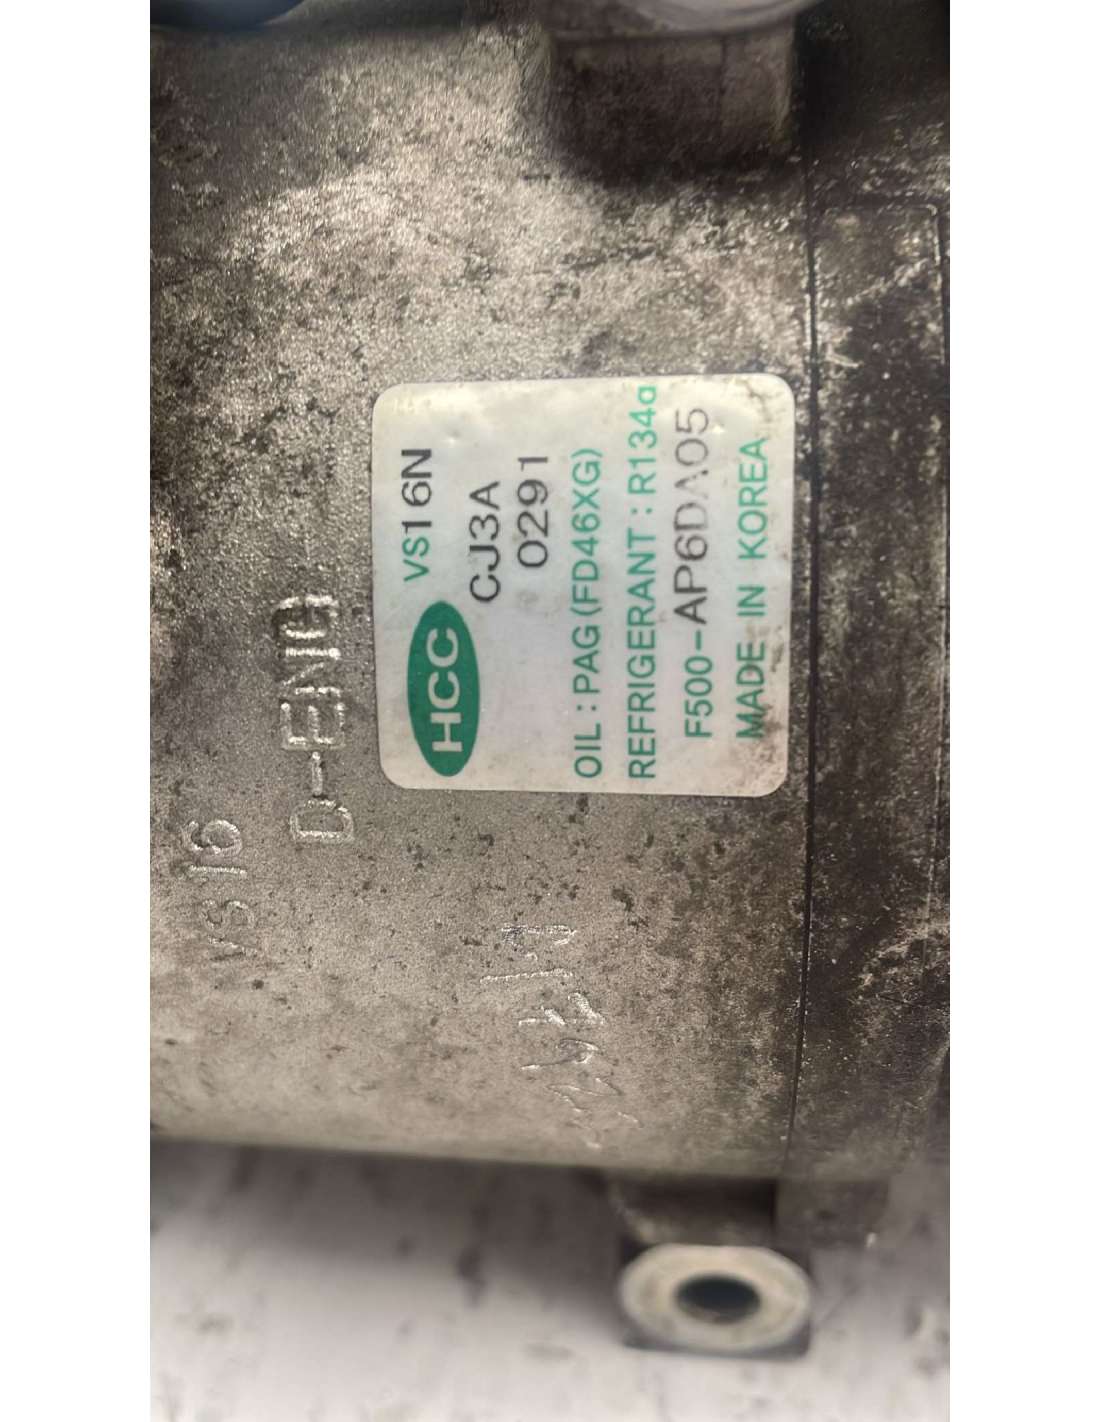 VS16
D-ENG
HCC VS16N
CJ3A
0291
OIL : PAG (FD46XG)
REFRIGERANT : R134a
F500-AP6DA05
MADE IN KOREA